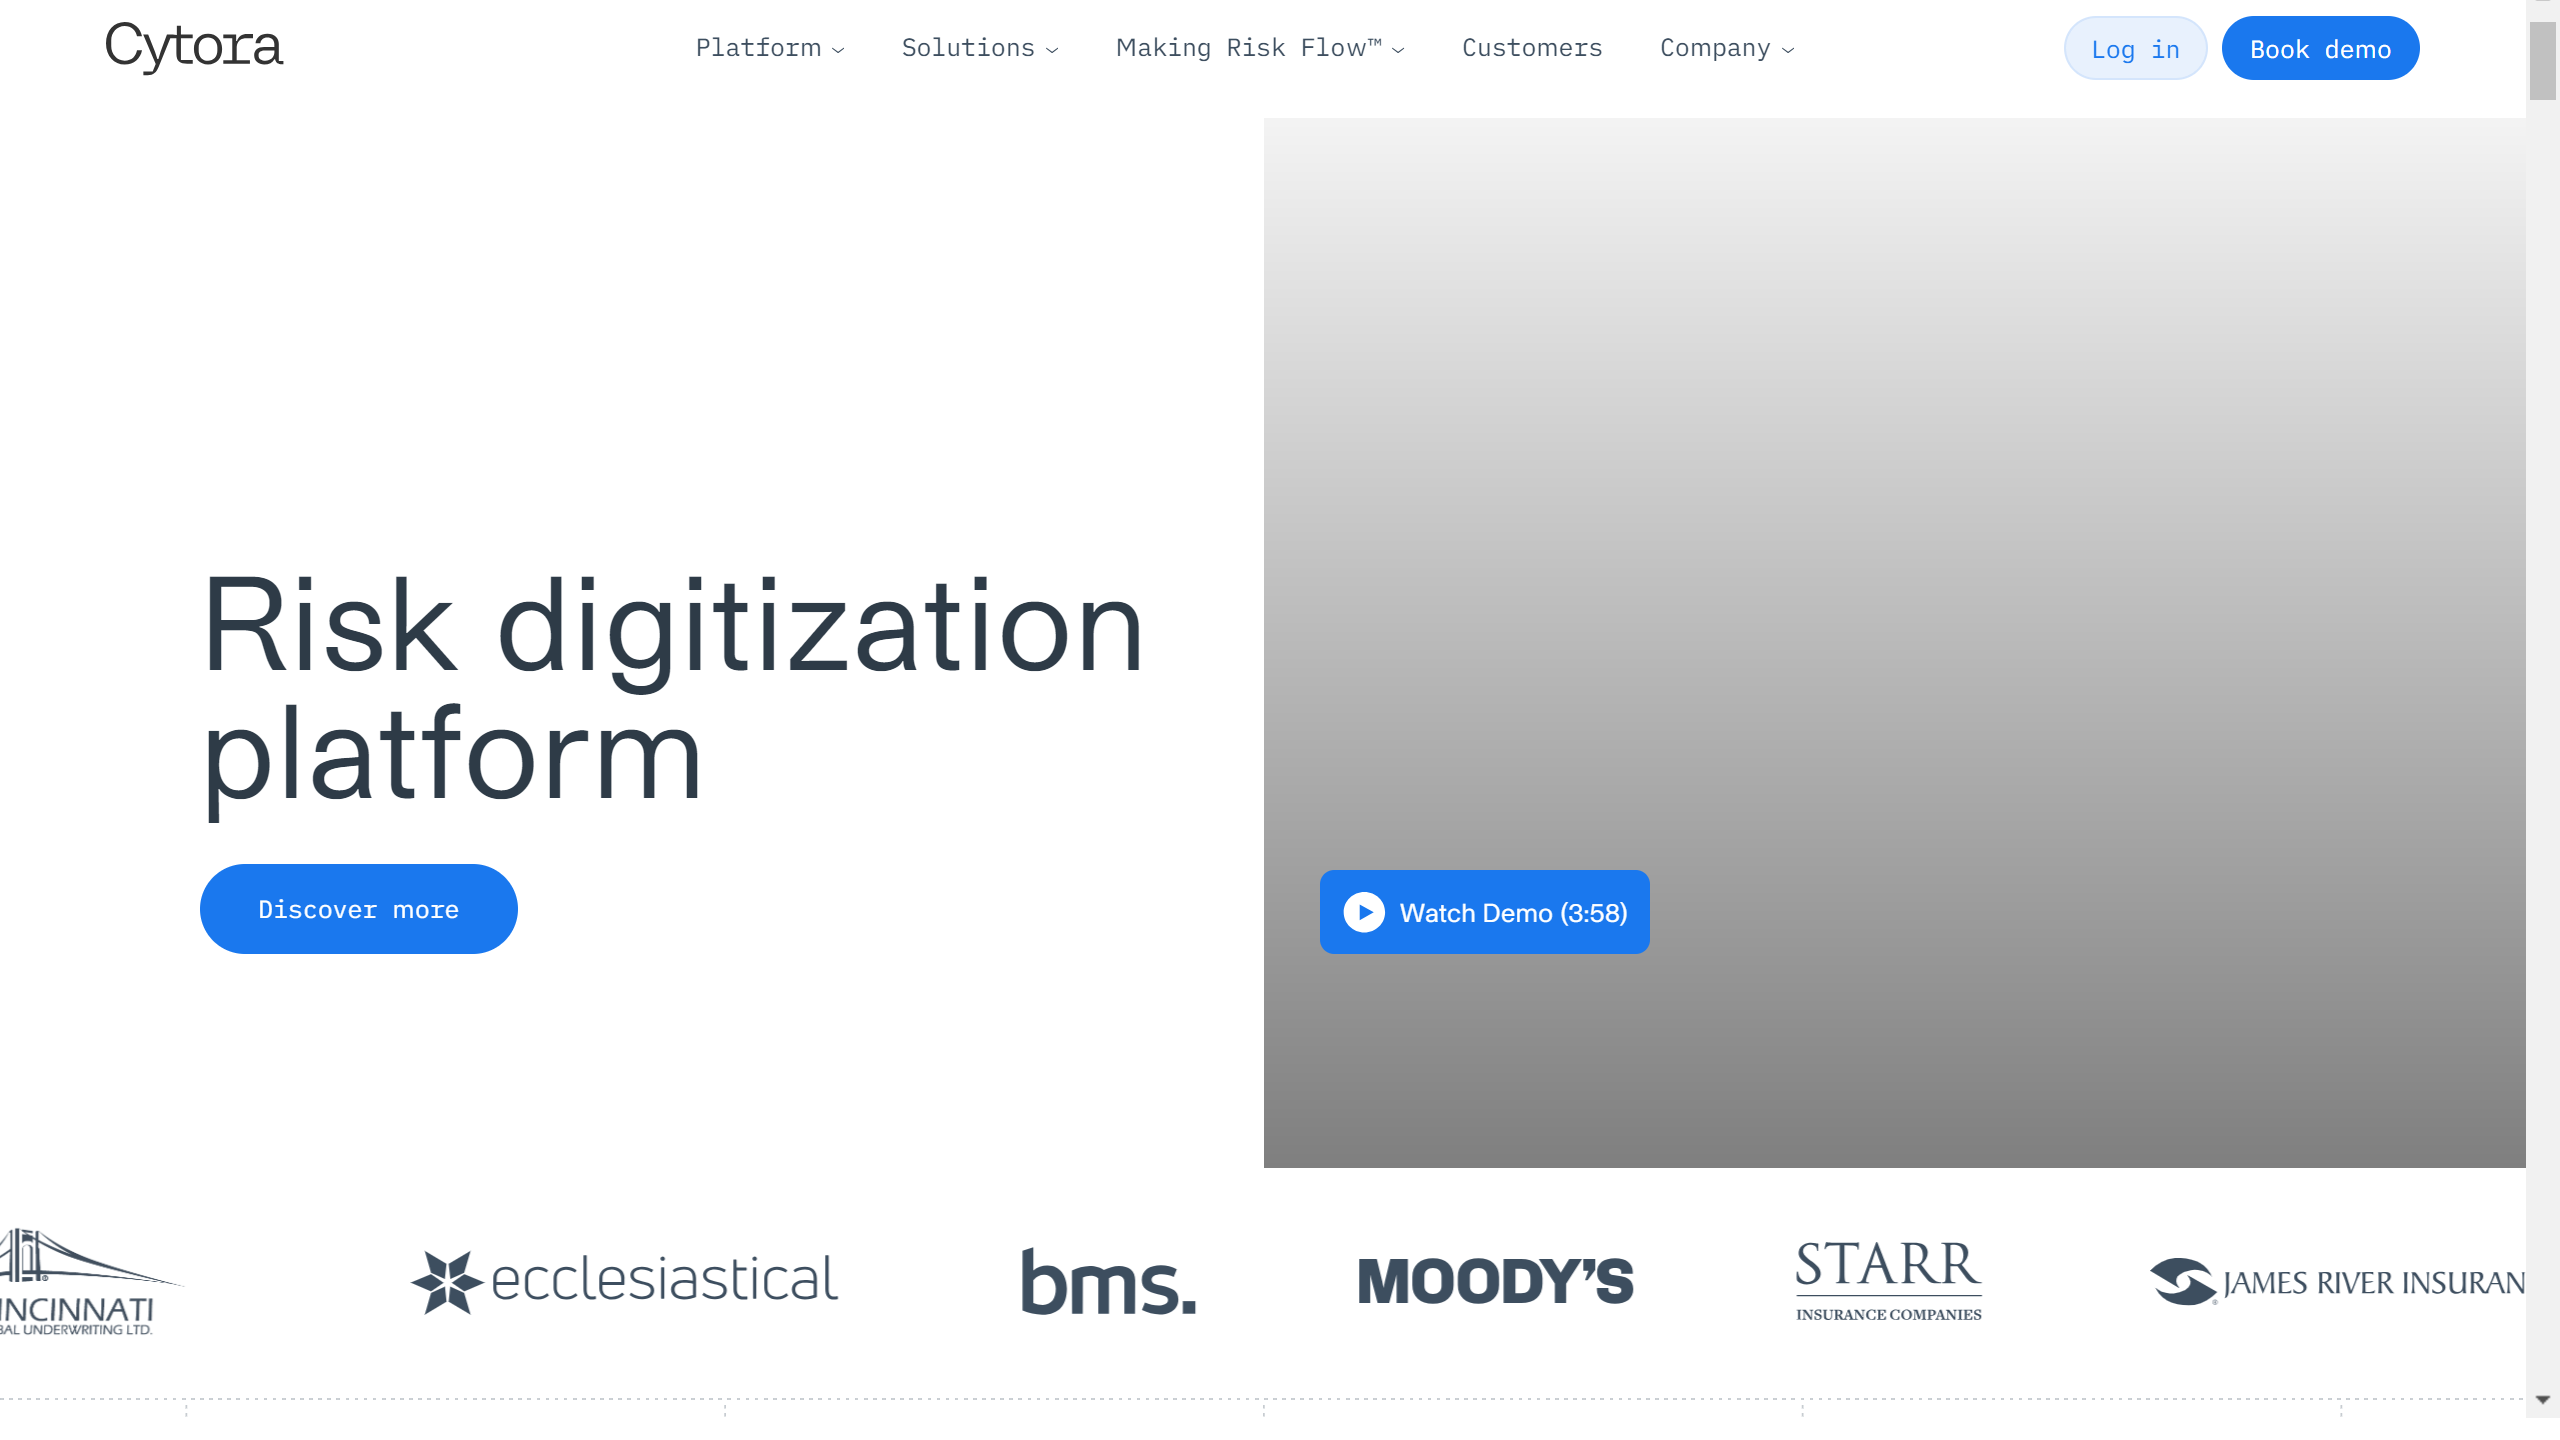 Cytora
Platform
Solutions
Making Risk Flow™
Customers
Company
Log in
Book demo
Risk digitization
platform
Discover more
Watch Demo (3:58)
INCINNATI
BAL UNDERWRITING LTD.
ecclesiastical
bms.
MOODY'S
STARR
INSURANCE COMPANIES
JAMES RIVER INSURAN